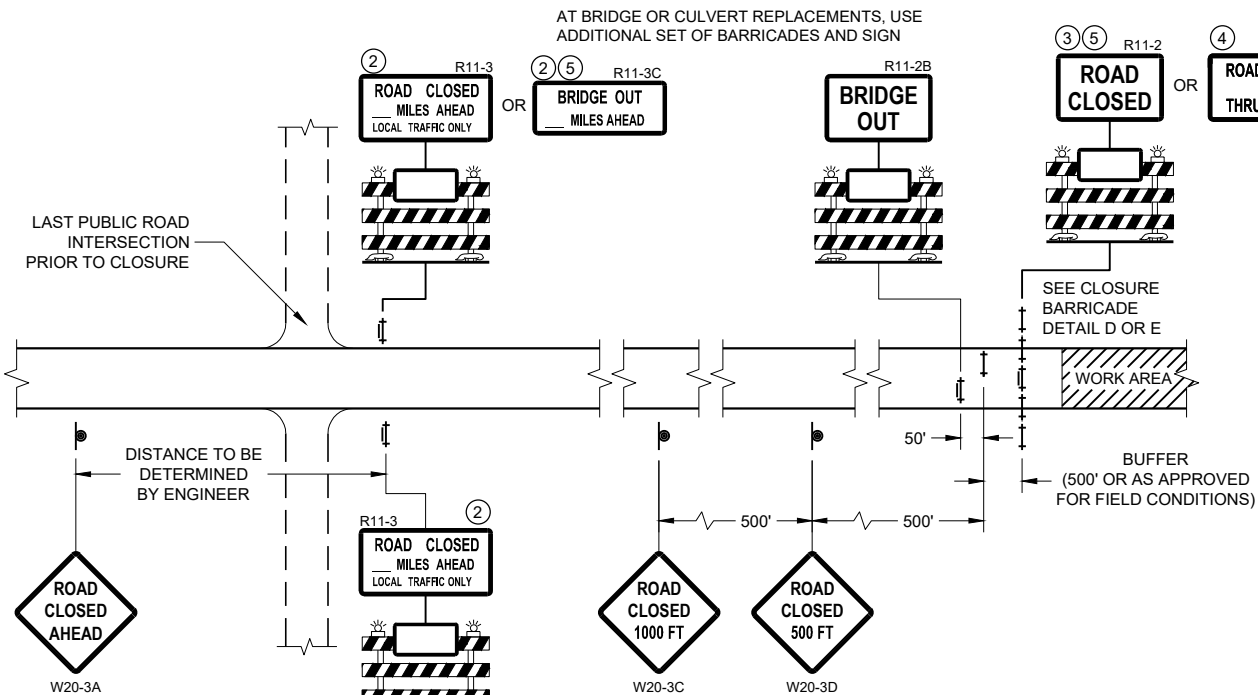 AT BRIDGE OR CULVERT REPLACEMENTS, USE
ADDITIONAL SET OF BARRICADES AND SIGN
2
R11-3
ROAD CLOSED
___ MILES AHEAD
LOCAL TRAFFIC ONLY
OR
2 5
R11-3C
BRIDGE OUT
___ MILES AHEAD
R11-2B
BRIDGE
OUT
3 5
R11-2
ROAD
CLOSED
OR
4
ROAD
THRU
LAST PUBLIC ROAD
INTERSECTION
PRIOR TO CLOSURE
SEE CLOSURE
BARRICADE
DETAIL D OR E
WORK AREA
DISTANCE TO BE
DETERMINED
BY ENGINEER
50'
BUFFER
(500' OR AS APPROVED
FOR FIELD CONDITIONS)
500'
500'
R11-3
2
ROAD CLOSED
___ MILES AHEAD
LOCAL TRAFFIC ONLY
ROAD
CLOSED
AHEAD
W20-3A
ROAD
CLOSED
1000 FT
W20-3C
ROAD
CLOSED
500 FT
W20-3D